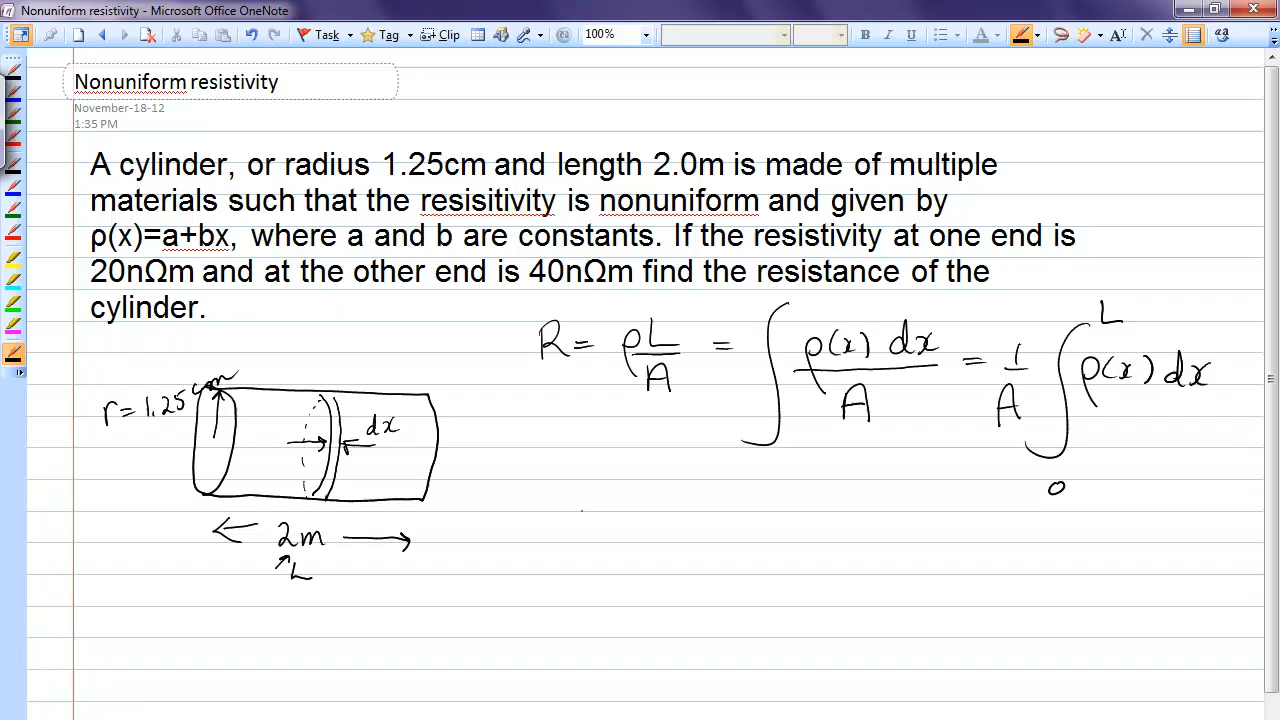 Nonuniform resistivity - Microsoft Office OneNote
Task Tag Clip 100% B I U
Nonuniform resistivity
November-18-12
1:35 PM
A cylinder, or radius 1.25cm and length 2.0m is made of multiple
materials such that the resisitivity is nonuniform and given by
ρ(x)=a+bx, where a and b are constants. If the resistivity at one end is
20nΩm and at the other end is 40nΩm find the resistance of the
cylinder.
R = ρL/A = ∫ ρ(x) dx/A = 1/A ∫₀ᴸ ρ(x) dx
r = 1.25cm
dx
2m
L